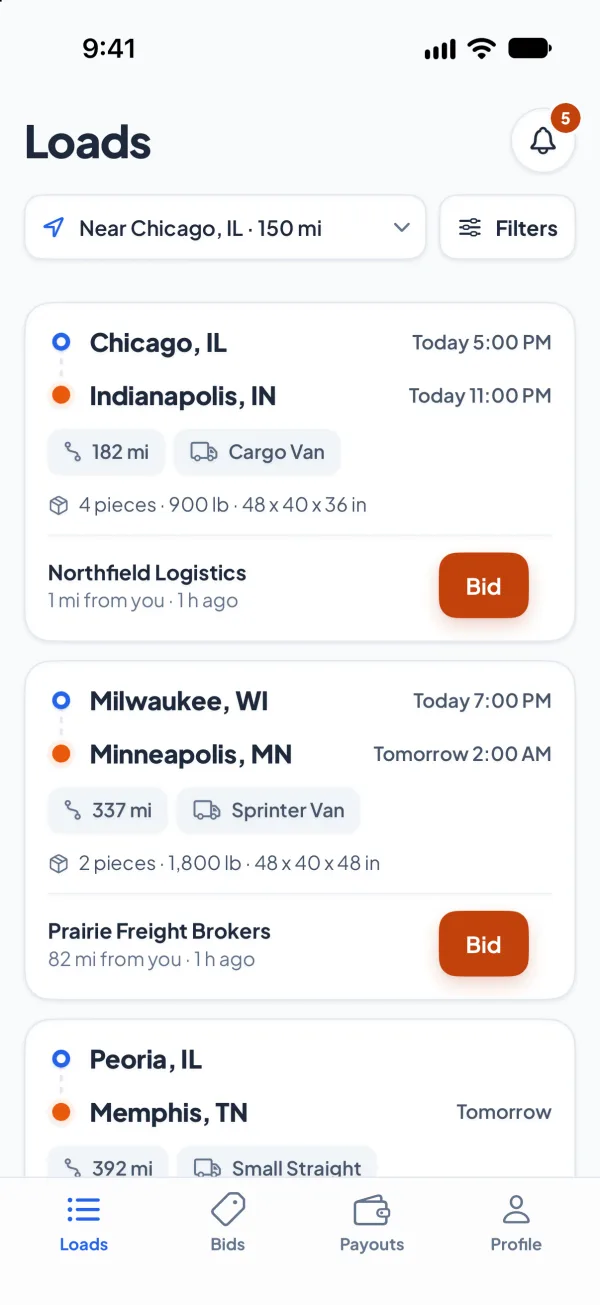 9:41
Loads
5
Near Chicago, IL · 150 mi
Filters
Chicago, IL
Today 5:00 PM
Indianapolis, IN
Today 11:00 PM
182 mi
Cargo Van
4 pieces · 900 lb · 48 x 40 x 36 in
Northfield Logistics
1 mi from you · 1 h ago
Bid
Milwaukee, WI
Today 7:00 PM
Minneapolis, MN
Tomorrow 2:00 AM
337 mi
Sprinter Van
2 pieces · 1,800 lb · 48 x 40 x 48 in
Prairie Freight Brokers
82 mi from you · 1 h ago
Bid
Peoria, IL
Memphis, TN
Tomorrow
392 mi
Small Straight
Loads
Bids
Payouts
Profile